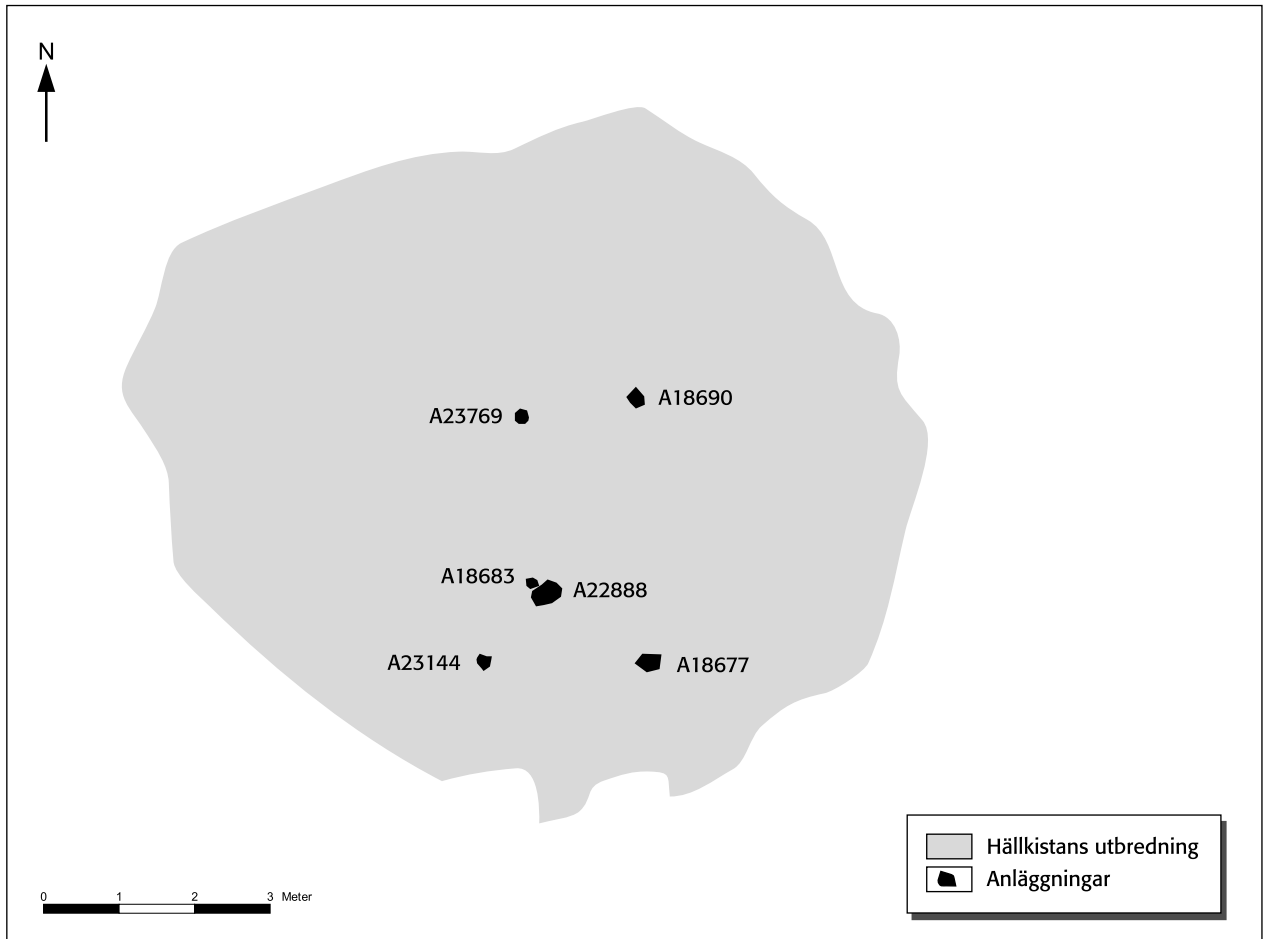 N
A23769
A18690
A18683
A22888
A23144
A18677
Hällkistans utbredning
Anläggningar
0 1 2 3 Meter